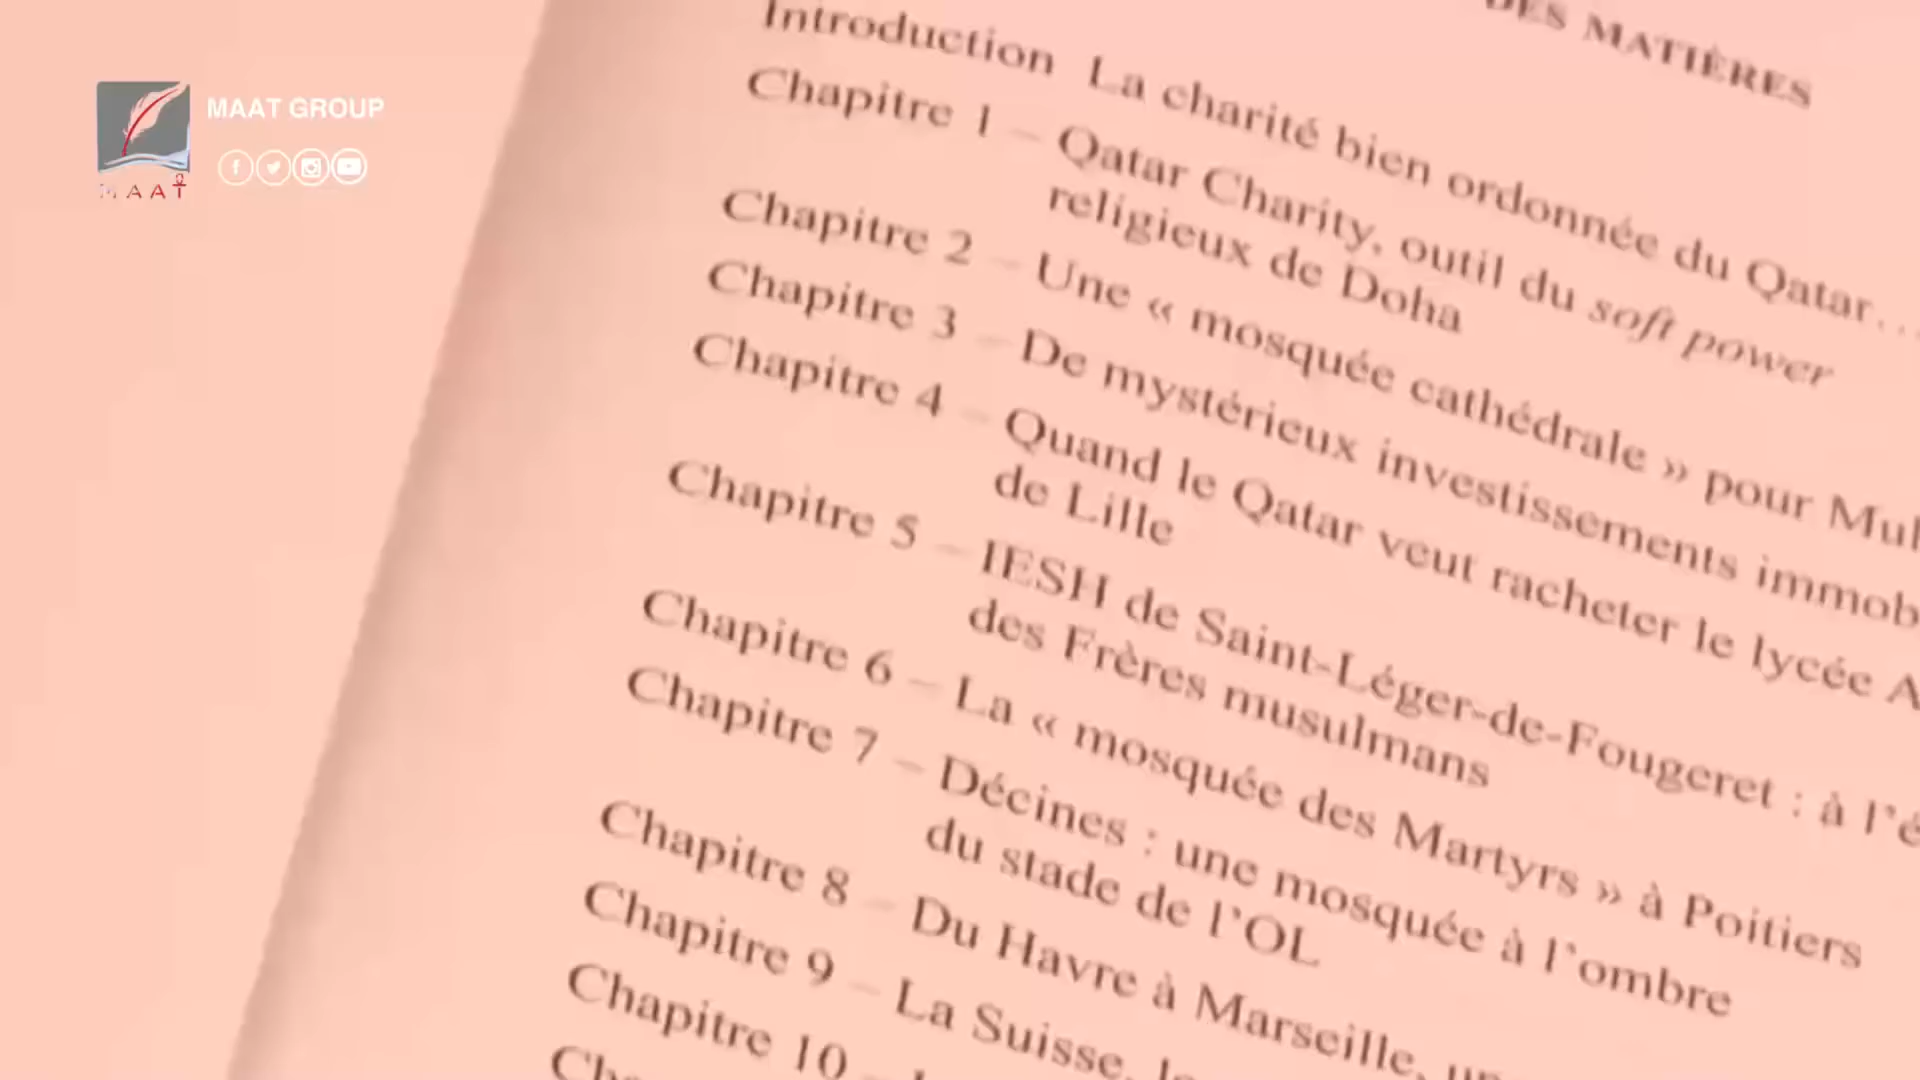 MAAT GROUP
MAAT
DES MATIÈRES
Introduction La charité bien ordonnée du Qatar...
Chapitre 1 – Qatar Charity, outil du soft power
religieux de Doha
Chapitre 2 – Une « mosquée cathédrale » pour
Chapitre 3 – De mystérieux investissements
Chapitre 4 – Quand le Qatar veut racheter le lycée
de Lille
Chapitre 5 – IESH de Saint-Léger-de-Fougeret : à
des Frères musulmans
Chapitre 6 – La « mosquée des Martyrs » à Poitiers
Chapitre 7 – Décines : une mosquée à l'ombre
du stade de l'OL
Chapitre 8 – Du Havre à Marseille,
Chapitre 9 – La Suisse,
Chapitre 10 –